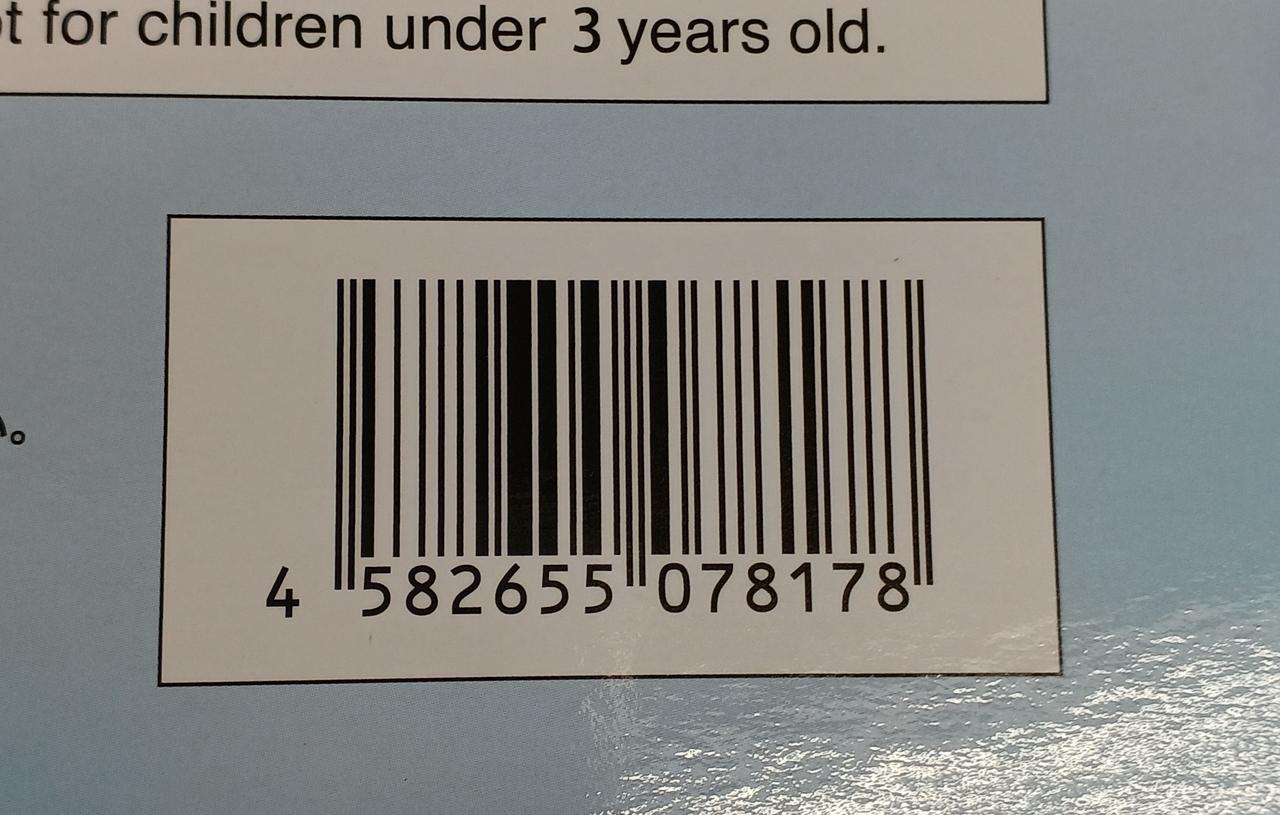 t for children under 3 years old.
。
4 582655 078178